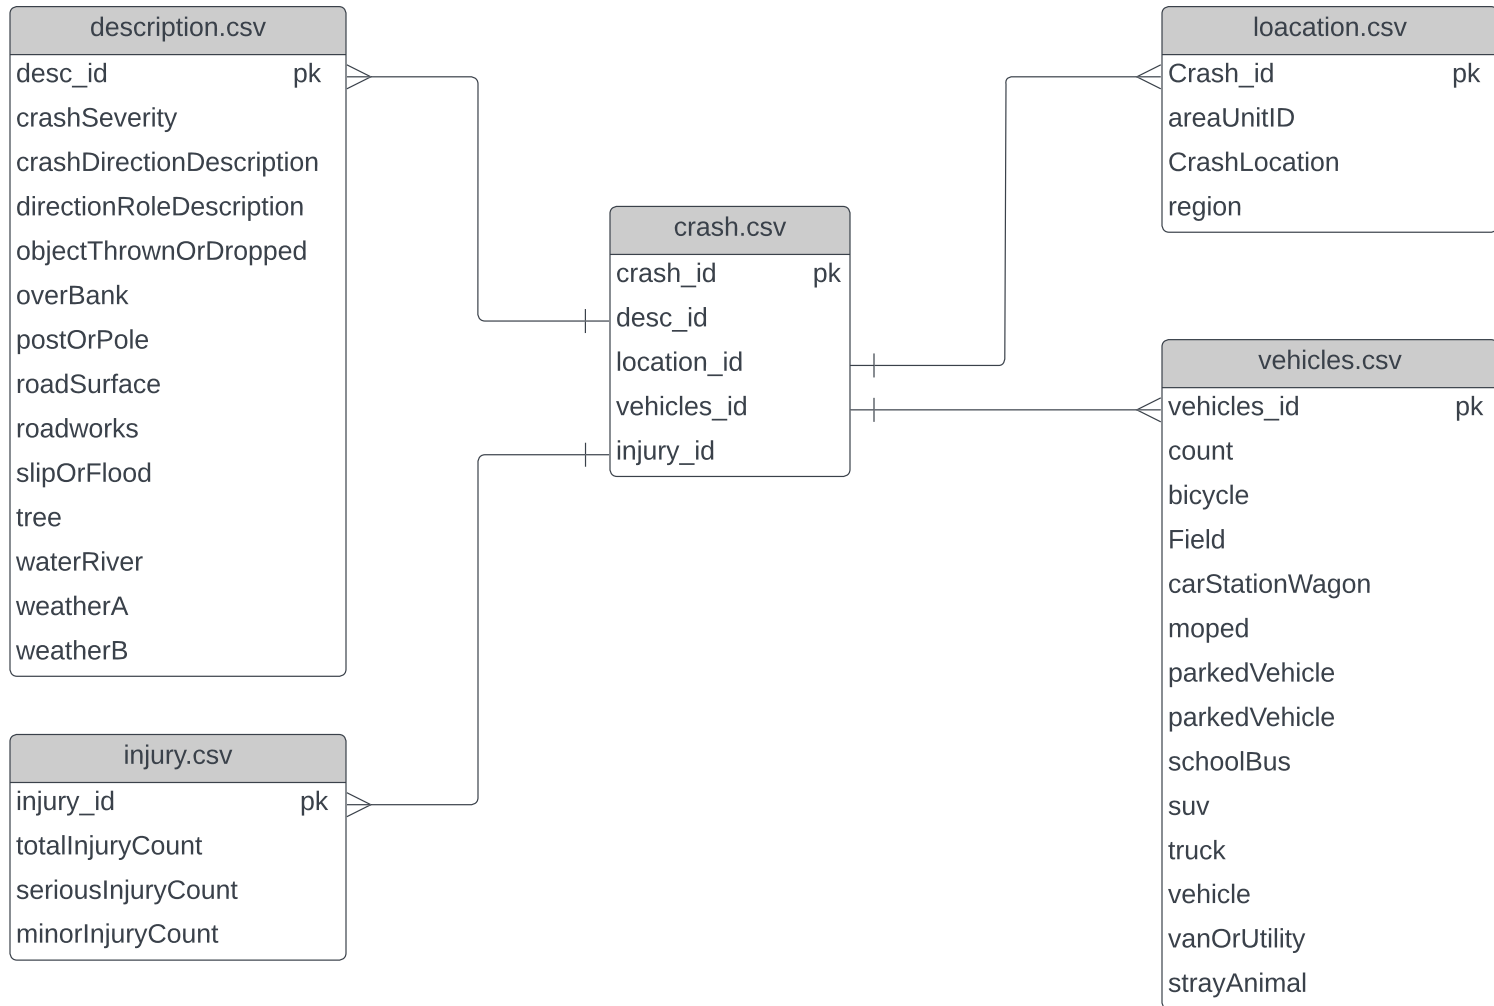 description.csv
desc_id pk
crashSeverity
crashDirectionDescription
directionRoleDescription
objectThrownOrDropped
overBank
postOrPole
roadSurface
roadworks
slipOrFlood
tree
waterRiver
weatherA
weatherB
injury.csv
injury_id pk
totalInjuryCount
seriousInjuryCount
minorInjuryCount
crash.csv
crash_id pk
desc_id
location_id
vehicles_id
injury_id
loacation.csv
Crash_id pk
areaUnitID
CrashLocation
region
vehicles.csv
vehicles_id pk
count
bicycle
Field
carStationWagon
moped
parkedVehicle
parkedVehicle
schoolBus
suv
truck
vehicle
vanOrUtility
strayAnimal